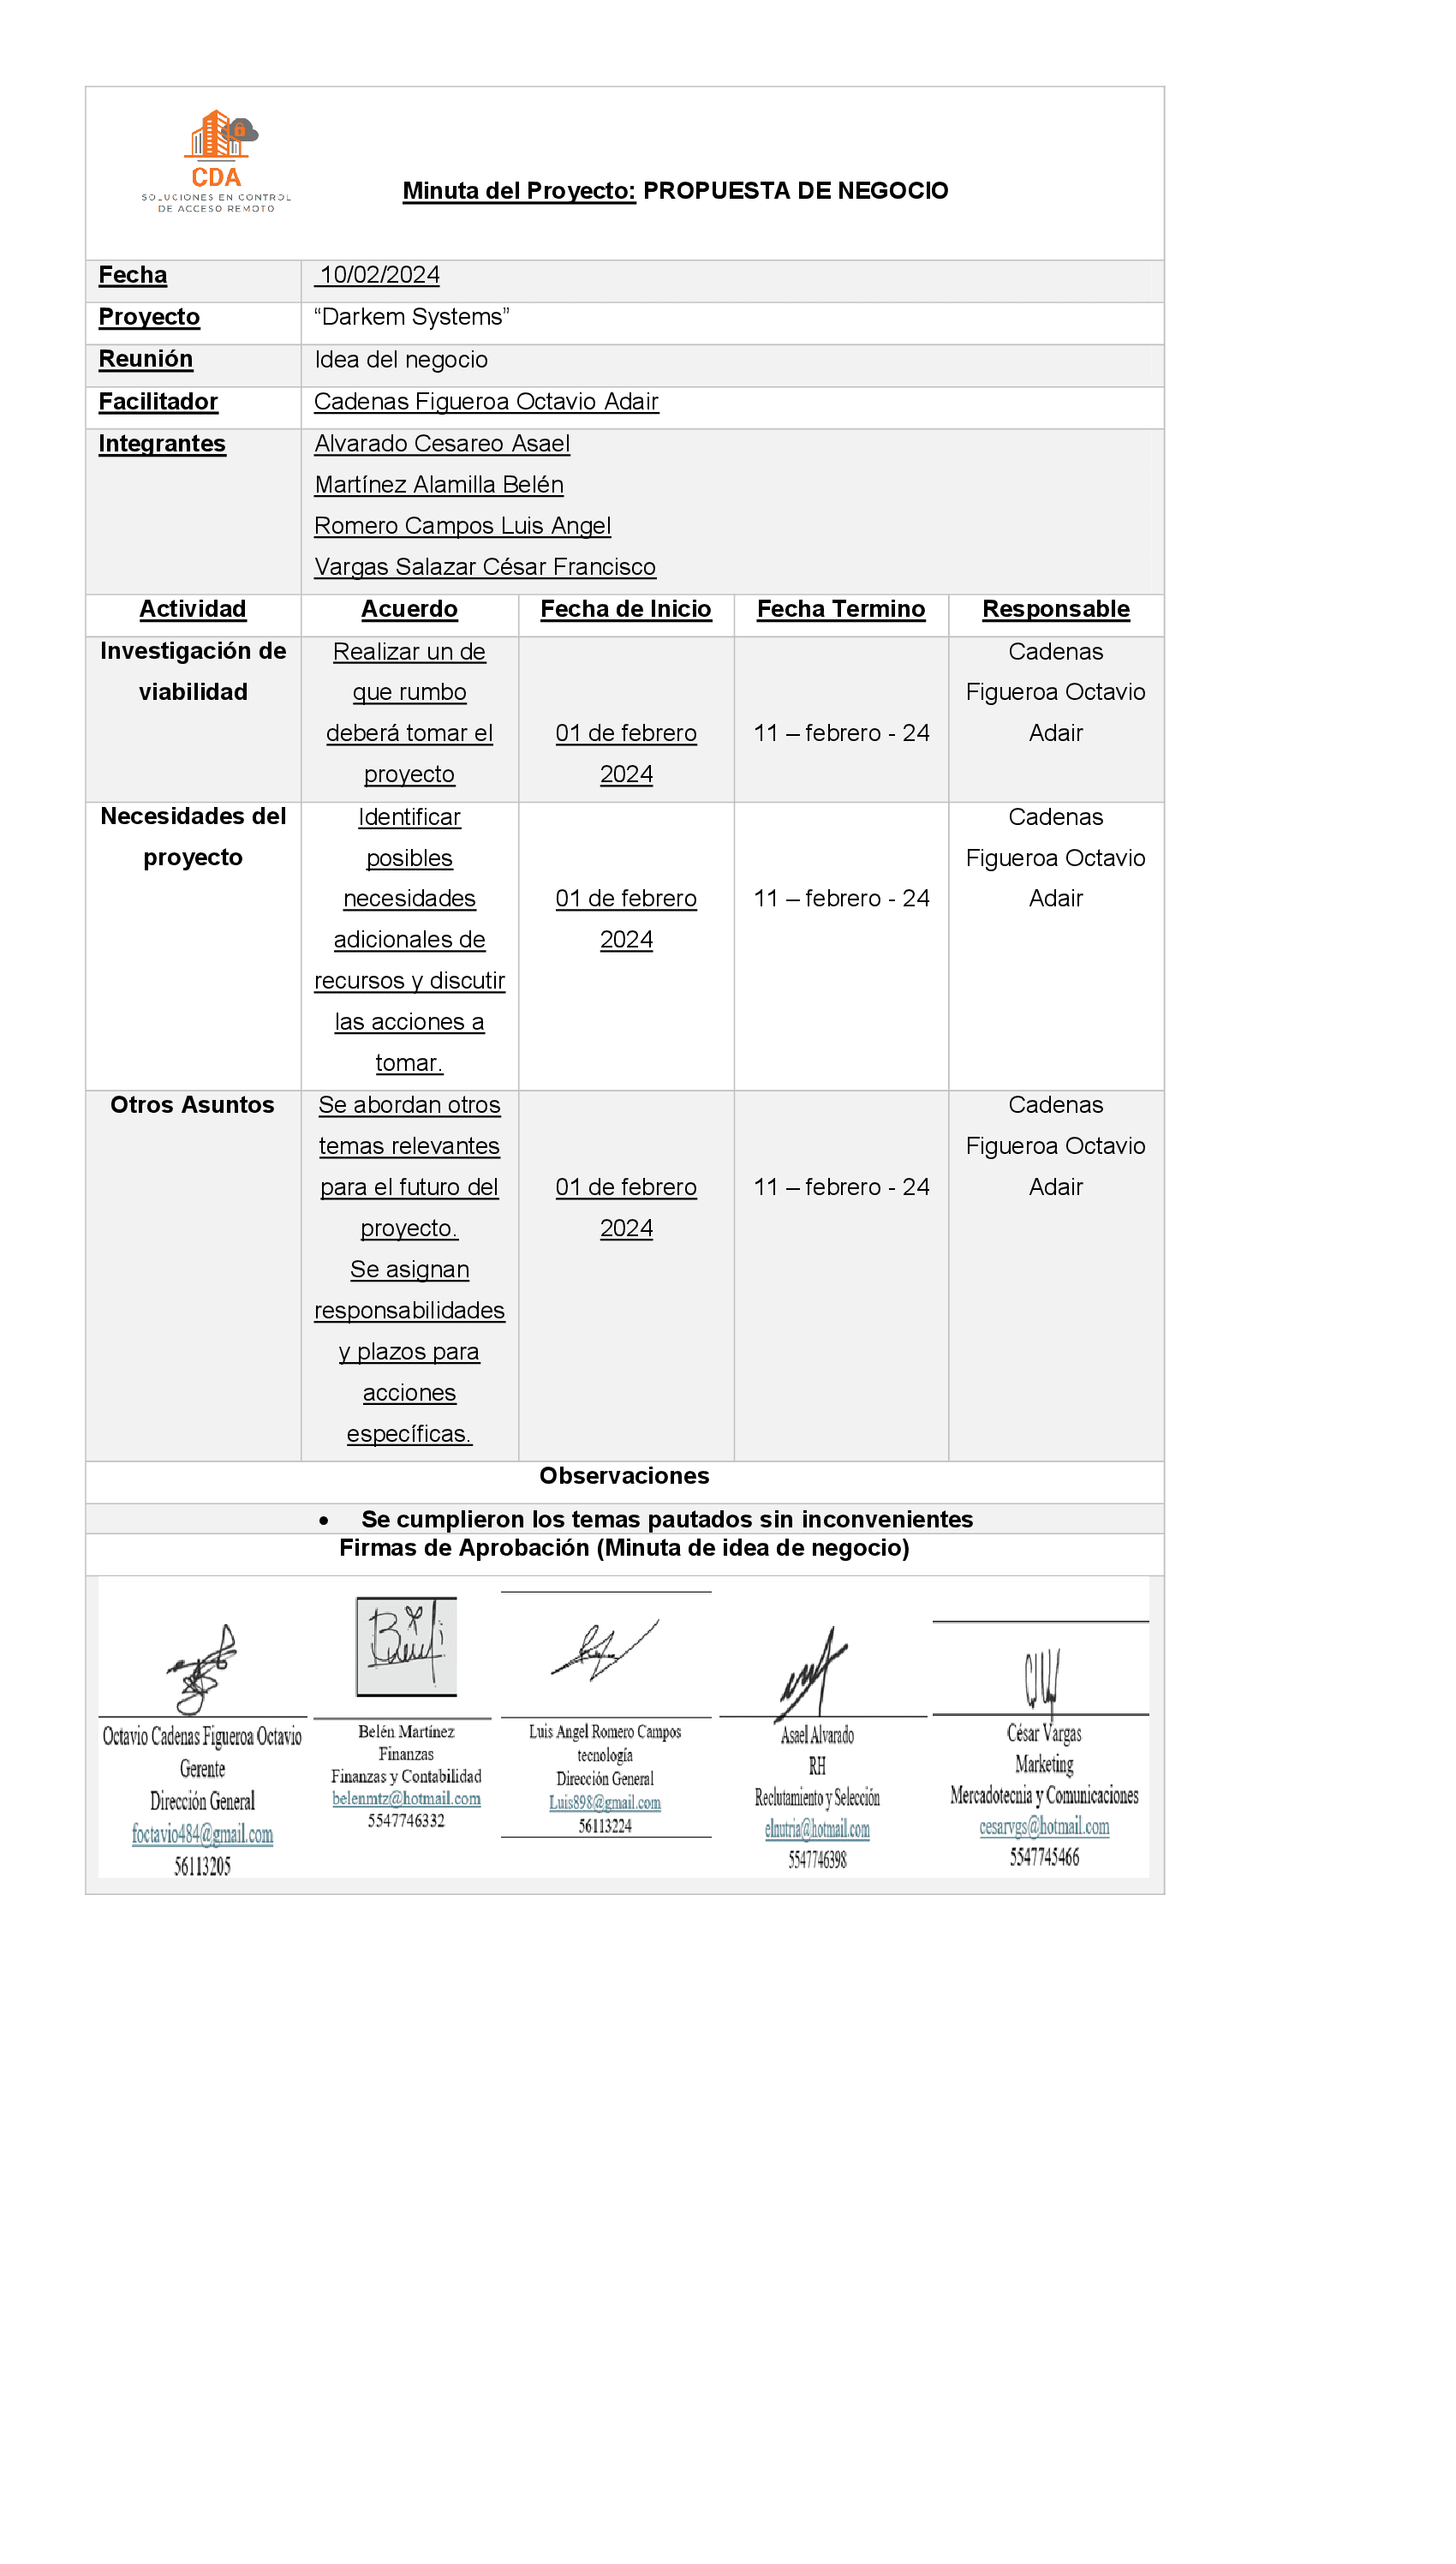 CDA
SOLUCIONES EN CONTROL
DE ACCESO REMOTO
Minuta del Proyecto: PROPUESTA DE NEGOCIO
Fecha 10/02/2024
Proyecto “Darkem Systems”
Reunión Idea del negocio
Facilitador Cadenas Figueroa Octavio Adair
Integrantes Alvarado Cesareo Asael
Martínez Alamilla Belén
Romero Campos Luis Angel
Vargas Salazar César Francisco
Actividad Acuerdo Fecha de Inicio Fecha Termino Responsable
Investigación de
viabilidad
Realizar un de
que rumbo
deberá tomar el
proyecto
01 de febrero
2024
11 – febrero - 24
Cadenas
Figueroa Octavio
Adair
Necesidades del
proyecto
Identificar
posibles
necesidades
adicionales de
recursos y discutir
las acciones a
tomar.
01 de febrero
2024
11 – febrero - 24
Cadenas
Figueroa Octavio
Adair
Otros Asuntos
Se abordan otros
temas relevantes
para el futuro del
proyecto.
Se asignan
responsabilidades
y plazos para
acciones
específicas.
01 de febrero
2024
11 – febrero - 24
Cadenas
Figueroa Octavio
Adair
Observaciones
• Se cumplieron los temas pautados sin inconvenientes
Firmas de Aprobación (Minuta de idea de negocio)
Octavio Cadenas Figueroa Octavio
Gerente
Dirección General
foctavio484@gmail.com
56113205
Belén Martínez
Finanzas
Finanzas y Contabilidad
belenmtz@hotmail.com
5547746332
Luis Angel Romero Campos
tecnología
Dirección General
Luis898@gmail.com
56113224
Asael Alvarado
RH
Reclutamiento y Selección
elnutria@hotmail.com
5547746398
César Vargas
Marketing
Mercadotecnia y Comunicaciones
cesarvgs@hotmail.com
5547745466